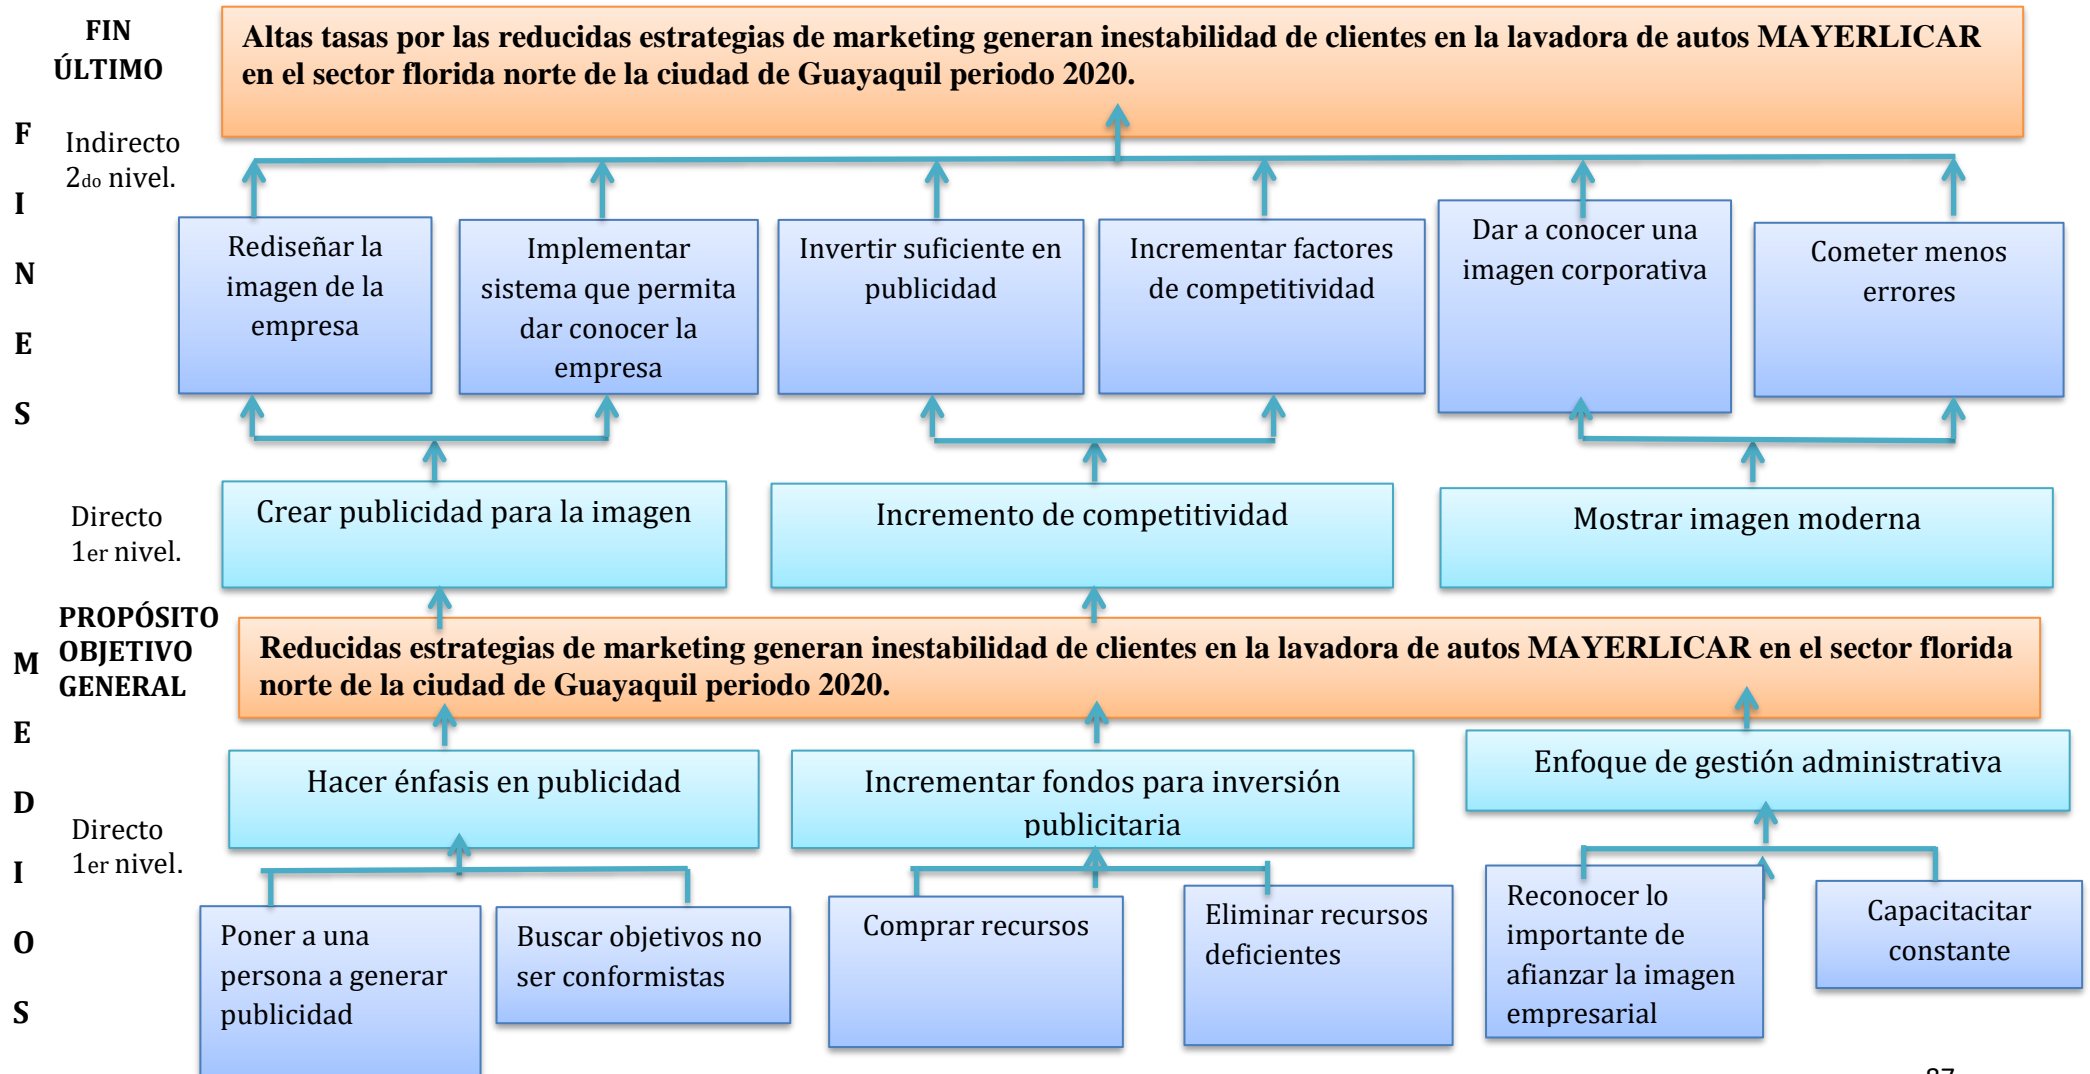 FIN
ÚLTIMO
Altas tasas por las reducidas estrategias de marketing generan inestabilidad de clientes en la lavadora de autos MAYERLICAR
en el sector florida norte de la ciudad de Guayaquil periodo 2020.
F
I
N
E
S
Indirecto
2do nivel.
Rediseñar la
imagen de la
empresa
Implementar
sistema que permita
dar conocer la
empresa
Invertir suficiente en
publicidad
Incrementar factores
de competitividad
Dar a conocer una
imagen corporativa
Cometer menos
errores
Directo
1er nivel.
Crear publicidad para la imagen
Incremento de competitividad
Mostrar imagen moderna
PROPÓSITO
OBJETIVO
GENERAL
Reducidas estrategias de marketing generan inestabilidad de clientes en la lavadora de autos MAYERLICAR en el sector florida
norte de la ciudad de Guayaquil periodo 2020.
M
E
D
I
O
S
Hacer énfasis en publicidad
Incrementar fondos para inversión
publicitaria
Enfoque de gestión administrativa
Directo
1er nivel.
Poner a una
persona a generar
publicidad
Buscar objetivos no
ser conformistas
Comprar recursos
Eliminar recursos
deficientes
Reconocer lo
importante de
afianzar la imagen
empresarial
Capacitacitar
constante